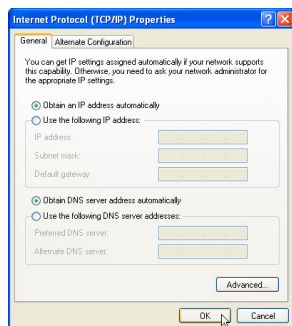 Internet Protocol (TCP/IP) Properties
General
Alternate Configuration
You can get IP settings assigned automatically if your network supports
this capability. Otherwise, you need to ask your network administrator for
the appropriate IP settings.
Obtain an IP address automatically
Use the following IP address:
IP address:
Subnet mask:
Default gateway:
Obtain DNS server address automatically
Use the following DNS server addresses:
Preferred DNS server:
Alternate DNS server:
Advanced...
OK
Cancel